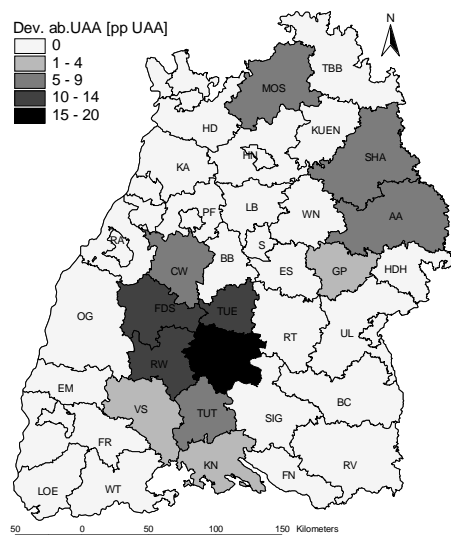 Dev. ab.UAA [pp UAA]
0
1 - 4
5 - 9
10 - 14
15 - 20
N
TBB
MOS
HD
KUEN
HN
SHA
KA
PF
LB
WN
AA
RA
S
CW
BB
ES
GP
HDH
OG
FDS
TUE
RT
UL
RW
EM
VS
TUT
SIG
BC
FR
KN
FN
RV
LOE
WT
50 0 50 100 150 Kilometers